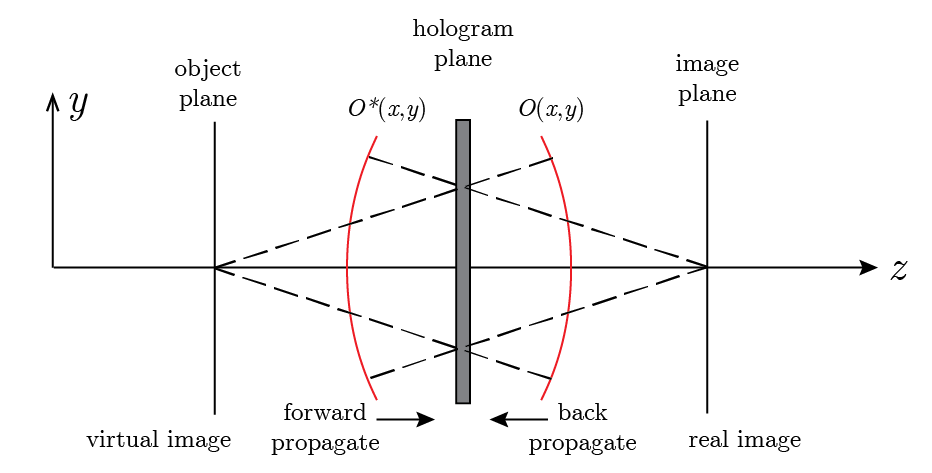 hologram
plane
object
plane
image
plane
y
O*(x,y)
O(x,y)
z
forward
propagate
back
propagate
virtual image
real image